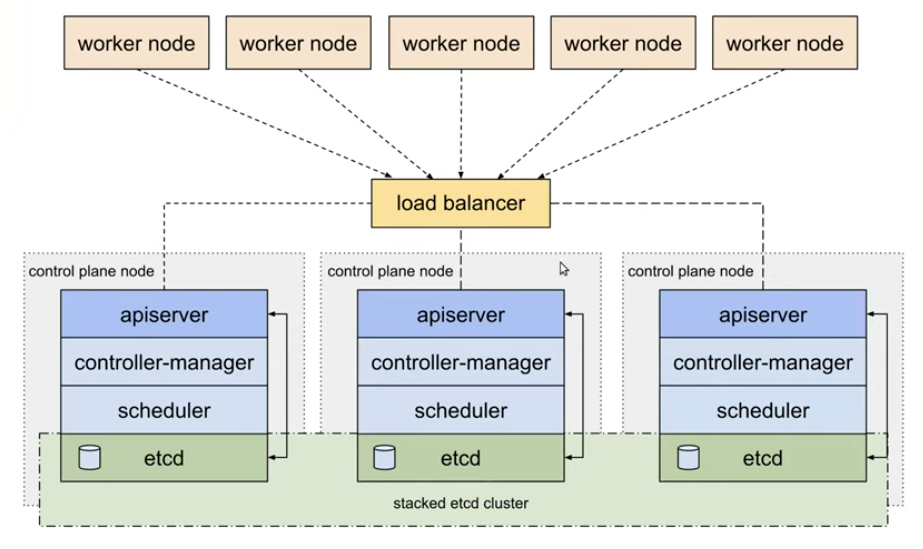 worker node
worker node
worker node
worker node
worker node
load balancer
control plane node
control plane node
control plane node
apiserver
apiserver
apiserver
controller-manager
controller-manager
controller-manager
scheduler
scheduler
scheduler
etcd
etcd
etcd
stacked etcd cluster